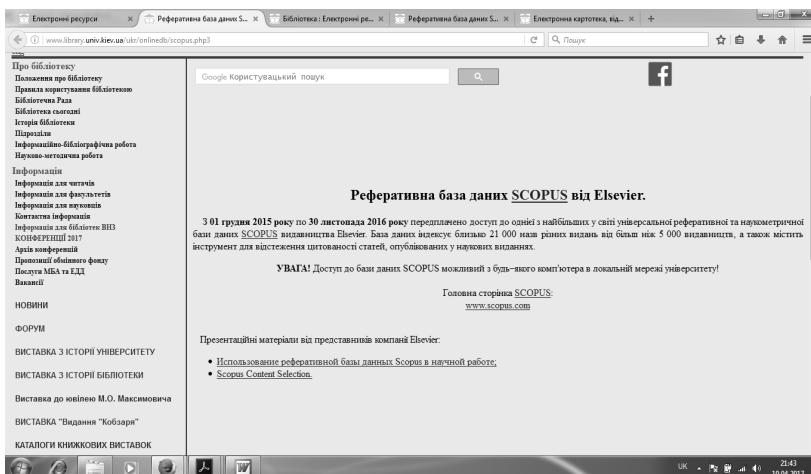 Електронні ресурси
Реферативна база даних S...
Бібліотека : Електронні ре...
Реферативна база даних S...
Електронна картотека, від...
www.library.univ.kiev.ua/ukr/onlinedb/scopus.php3
Пошук
Про бібліотеку
Положення про бібліотеку
Правила користування бібліотекою
Бібліотечна Рада
Бібліотека сьогодні
Історія бібліотеки
Підрозділи
Інформаційно-бібліографічна робота
Науково-методична робота
Інформація
Інформація для читачів
Інформація для факультетів
Інформація для науковців
Контактна інформація
Інформація для бібліотек ВНЗ
КОНФЕРЕНЦІЇ 2017
Архів конференцій
Пропозиції обмінного фонду
Послуги МБА та ЕДД
Вакансії
НОВИНИ
ФОРУМ
ВИСТАВКА З ІСТОРІЇ УНІВЕРСИТЕТУ
ВИСТАВКА З ІСТОРІЇ БІБЛІОТЕКИ
Виставка до ювілею М.О. Максимовича
ВИСТАВКА "Видання "Кобзаря"
КАТАЛОГИ КНИЖКОВИХ ВИСТАВОК
Google Користувацький пошук
Реферативна база даних SCOPUS від Elsevier.
З 01 грудня 2015 року по 30 листопада 2016 року передплачено доступ до однієї з найбільших у світі універсальної реферативної та наукометричної
бази даних SCOPUS видавництва Elsevier. База даних індексує близько 21 000 назв різних видань від більш ніж 5 000 видавництв, а також містить
інструмент для відстеження цитованості статей, опублікованих у наукових виданнях.
УВАГА! Доступ до бази даних SCOPUS можливий з будь–якого комп'ютера в локальній мережі університету!
Головна сторінка SCOPUS:
www.scopus.com
Презентаційні матеріали від представників компанії Elsevier:
Использование реферативной базы данных Scopus в научной работе;
Scopus Content Selection.
UK
21:43
10.04.2017